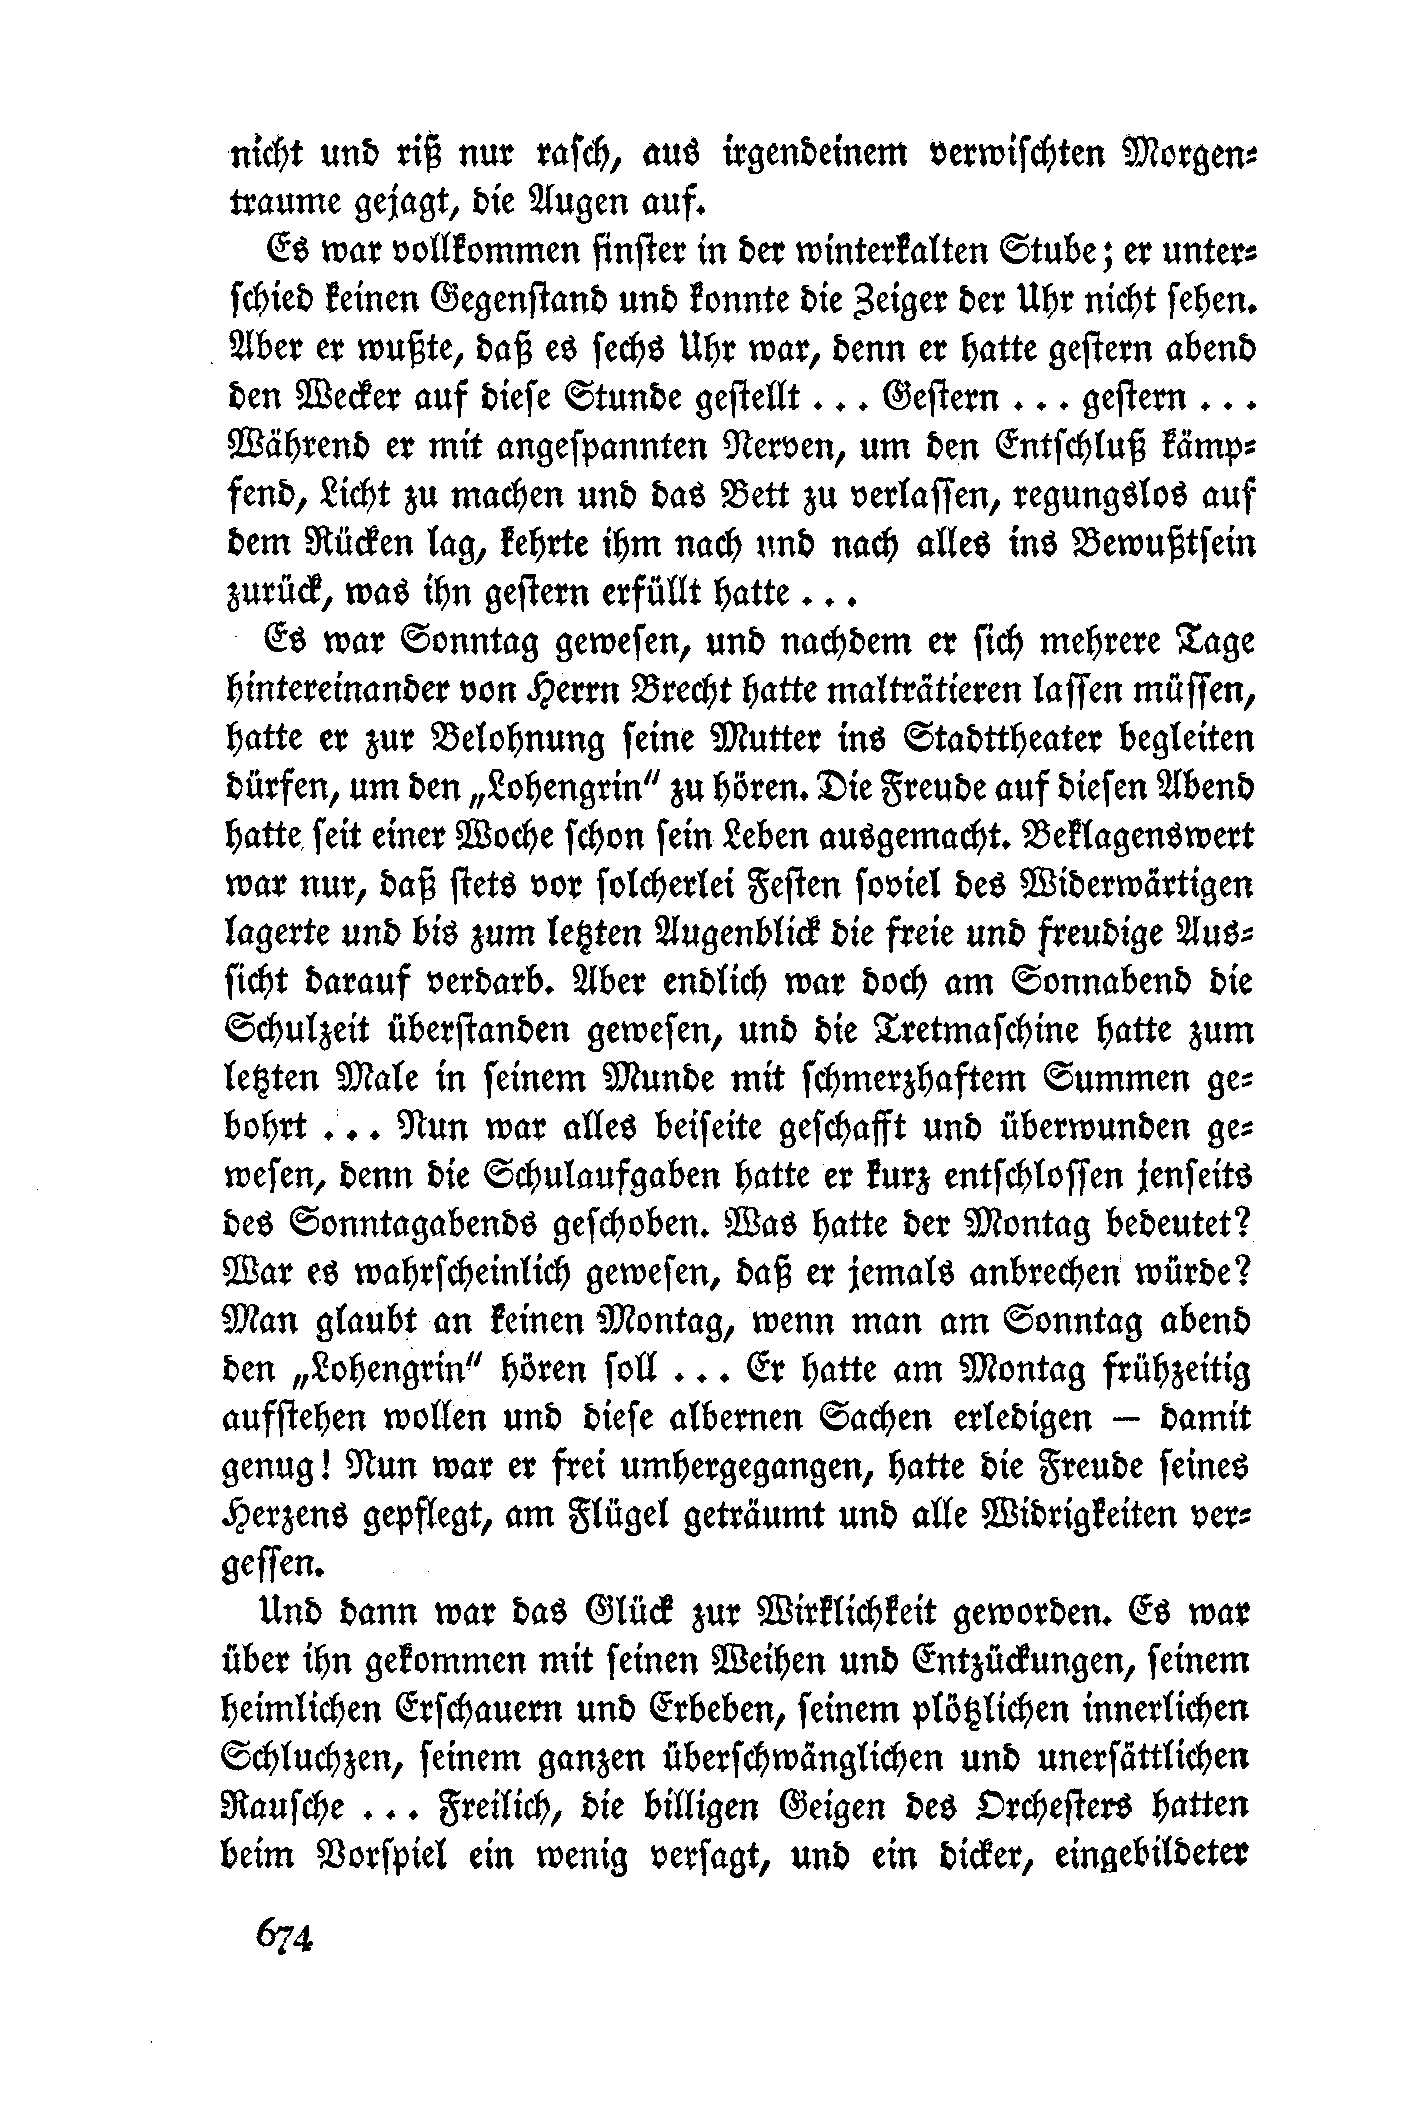 nicht und riß nur rasch, aus irgendeinem verwischten Morgen-
traume gejagt, die Augen auf.
Es war vollkommen finster in der winterkalten Stube; er unter-
schied keinen Gegenstand und konnte die Zeiger der Uhr nicht sehen.
Aber er wußte, daß es sechs Uhr war, denn er hatte gestern abend
den Wecker auf diese Stunde gestellt . . . Gestern . . . gestern . . .
Während er mit angespannten Nerven, um den Entschluß kämp-
fend, Licht zu machen und das Bett zu verlassen, regungslos auf
dem Rücken lag, kehrte ihm nach und nach alles ins Bewußtsein
zurück, was ihn gestern erfüllt hatte . . .
Es war Sonntag gewesen, und nachdem er sich mehrere Tage
hintereinander von Herrn Brecht hatte malträtieren lassen müssen,
hatte er zur Belohnung seine Mutter ins Stadttheater begleiten
dürfen, um den „Lohengrin“ zu hören. Die Freude auf diesen Abend
hatte seit einer Woche schon sein Leben ausgemacht. Beklagenswert
war nur, daß stets vor solcherlei Festen soviel des Widerwärtigen
lagerte und bis zum letzten Augenblick die freie und freudige Aus-
sicht darauf verdarb. Aber endlich war doch am Sonnabend die
Schulzeit überstanden gewesen, und die Tretmaschine hatte zum
letzten Male in seinem Munde mit schmerzhaftem Summen ge-
bohrt . . . Nun war alles beiseite geschafft und überwunden ge-
wesen, denn die Schulaufgaben hatte er kurz entschlossen jenseits
des Sonntagabends geschoben. Was hatte der Montag bedeutet?
War es wahrscheinlich gewesen, daß er jemals anbrechen würde?
Man glaubt an keinen Montag, wenn man am Sonntag abend
den „Lohengrin“ hören soll . . . Er hatte am Montag frühzeitig
aufstehen wollen und diese albernen Sachen erledigen — damit
genug! Nun war er frei umhergegangen, hatte die Freude seines
Herzens gepflegt, am Flügel geträumt und alle Widrigkeiten ver-
gessen.
Und dann war das Glück zur Wirklichkeit geworden. Es war
über ihn gekommen mit seinen Weihen und Entzückungen, seinem
heimlichen Erschauern und Erbeben, seinem plötzlichen innerlichen
Schluchzen, seinem ganzen überschwänglichen und unersättlichen
Rausche . . . Freilich, die billigen Geigen des Orchesters hatten
beim Vorspiel ein wenig versagt, und ein dicker, eingebildeter
674